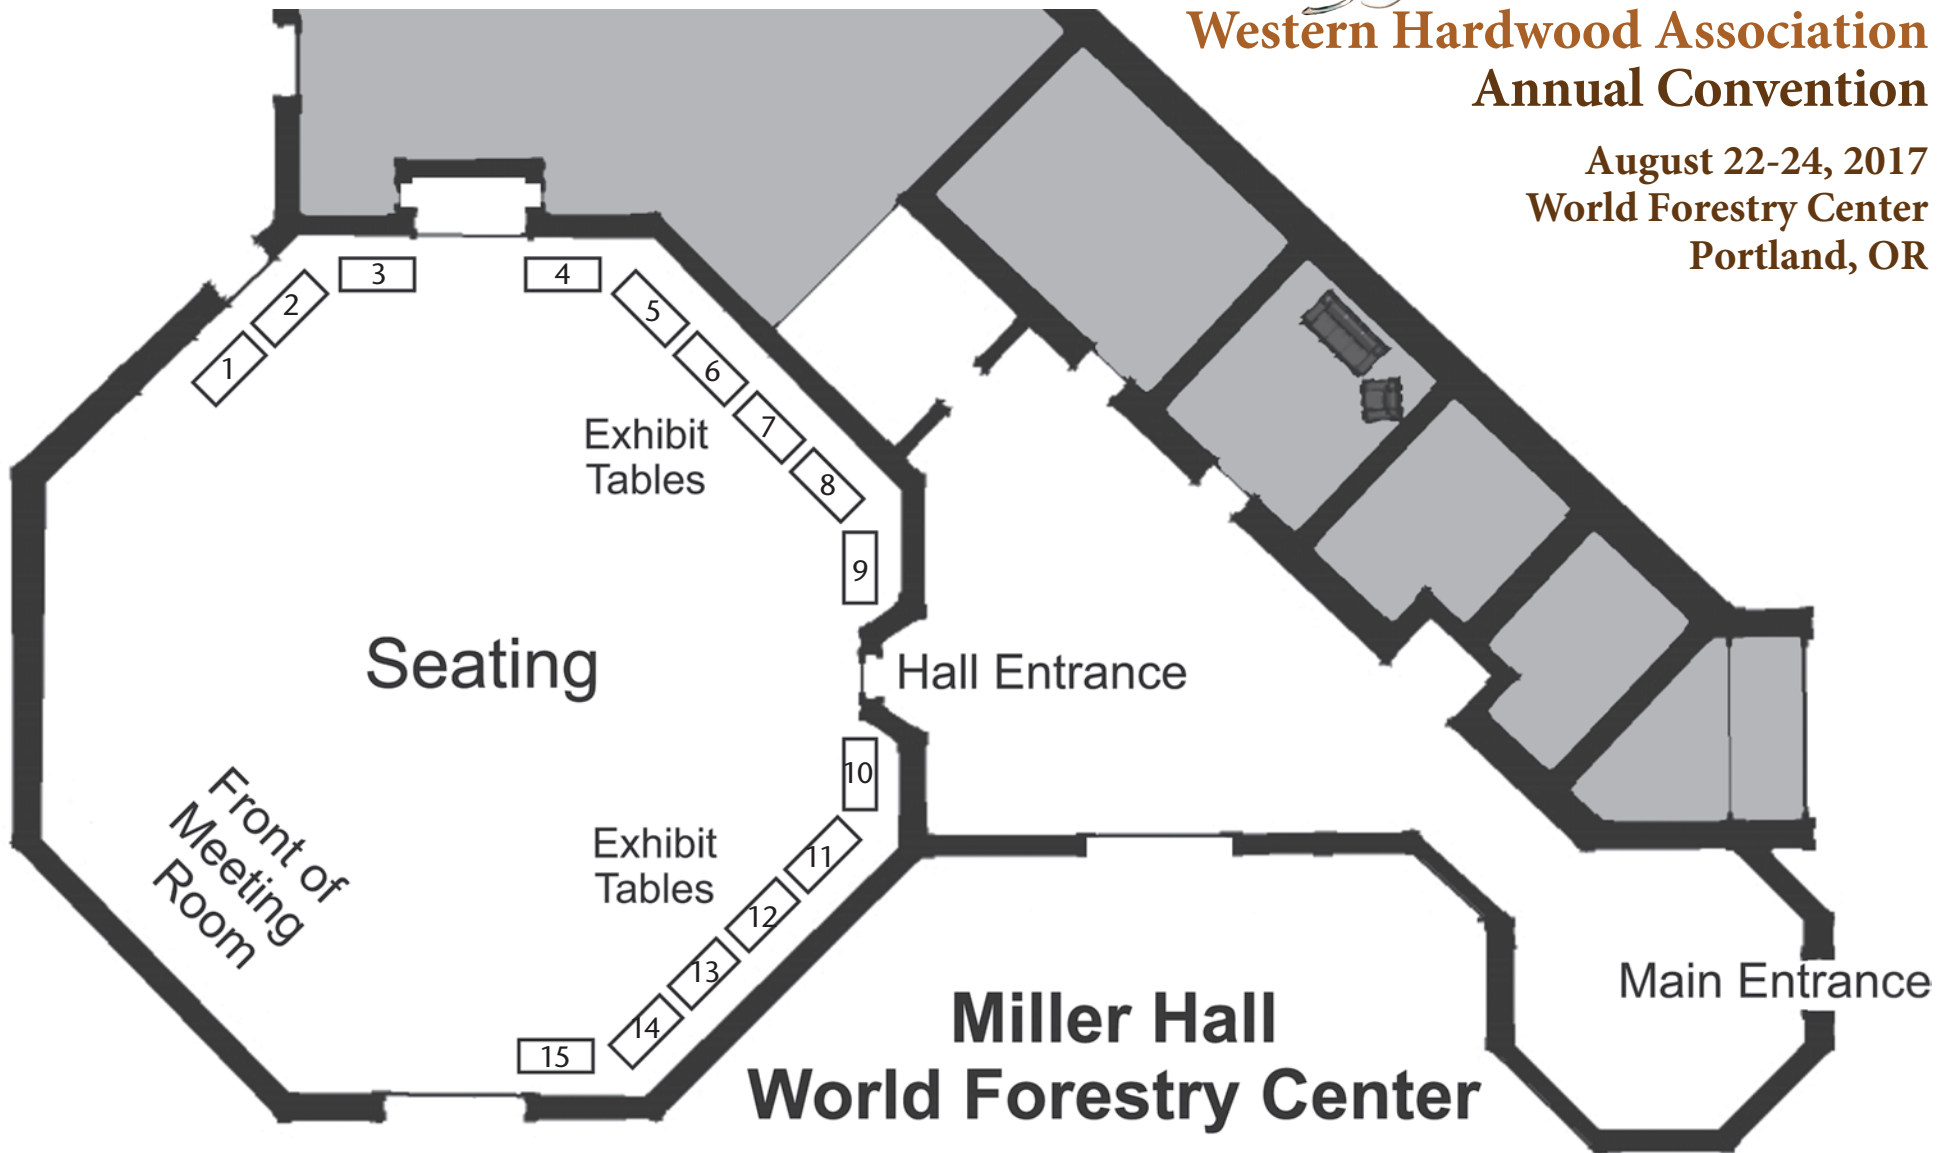 Western Hardwood Association
Annual Convention
August 22-24, 2017
World Forestry Center
Portland, OR
3
4
2
5
1
6
7
8
Exhibit
Tables
9
Seating
Hall Entrance
10
Front of
Meeting
Room
Exhibit
Tables
11
12
13
14
15
Main Entrance
Miller Hall
World Forestry Center